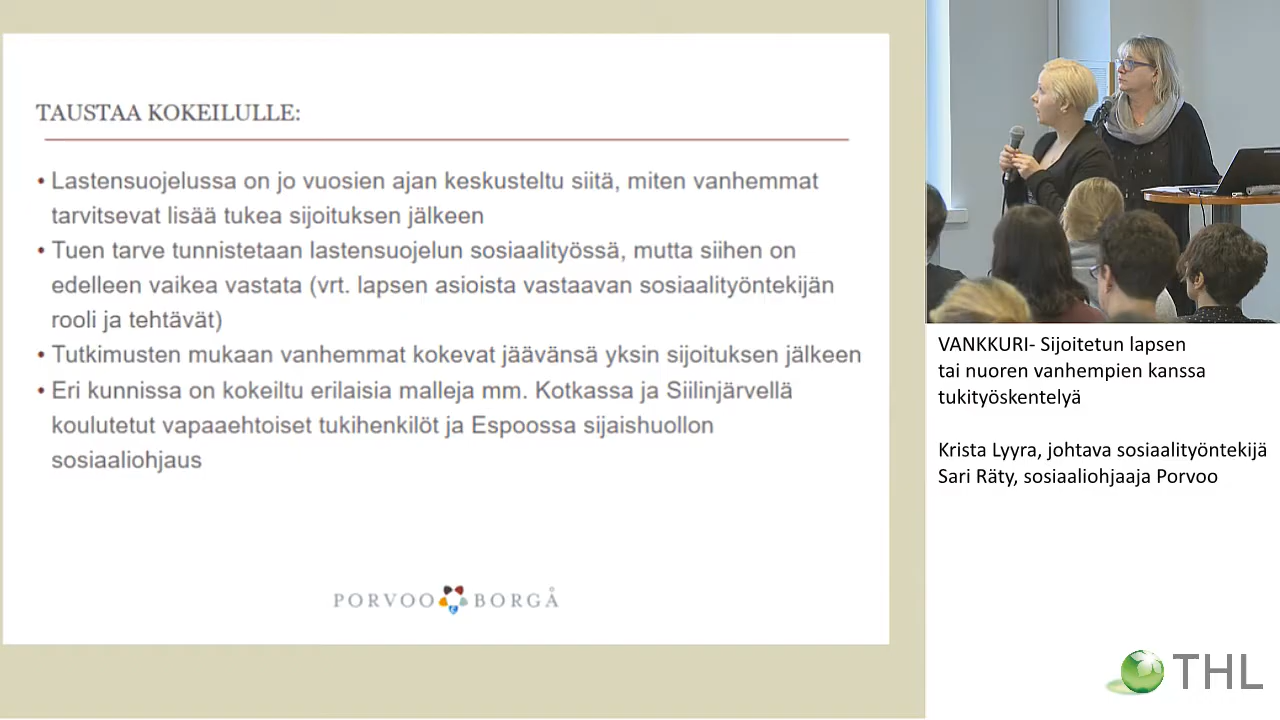 TAUSTAA KOKEILULLE:
• Lastensuojelussa on jo vuosien ajan keskusteltu siitä, miten vanhemmat
tarvitsevat lisää tukea sijoituksen jälkeen
• Tuen tarve tunnistetaan lastensuojelun sosiaalityössä, mutta siihen on
edelleen vaikea vastata (vrt. lapsen asioista vastaavan sosiaalityöntekijän
rooli ja tehtävät)
• Tutkimusten mukaan vanhemmat kokevat jäävänsä yksin sijoituksen jälkeen
• Eri kunnissa on kokeiltu erilaisia malleja mm. Kotkassa ja Siilinjärvellä
koulutetut vapaaehtoiset tukihenkilöt ja Espoossa sijaishuollon
sosiaaliohjaus
PORVOO BORGÅ
VANKKURI- Sijoitetun lapsen
tai nuoren vanhempien kanssa
tukityöskentelyä
Krista Lyyra, johtava sosiaalityöntekijä
Sari Räty, sosiaaliohjaaja Porvoo
THL